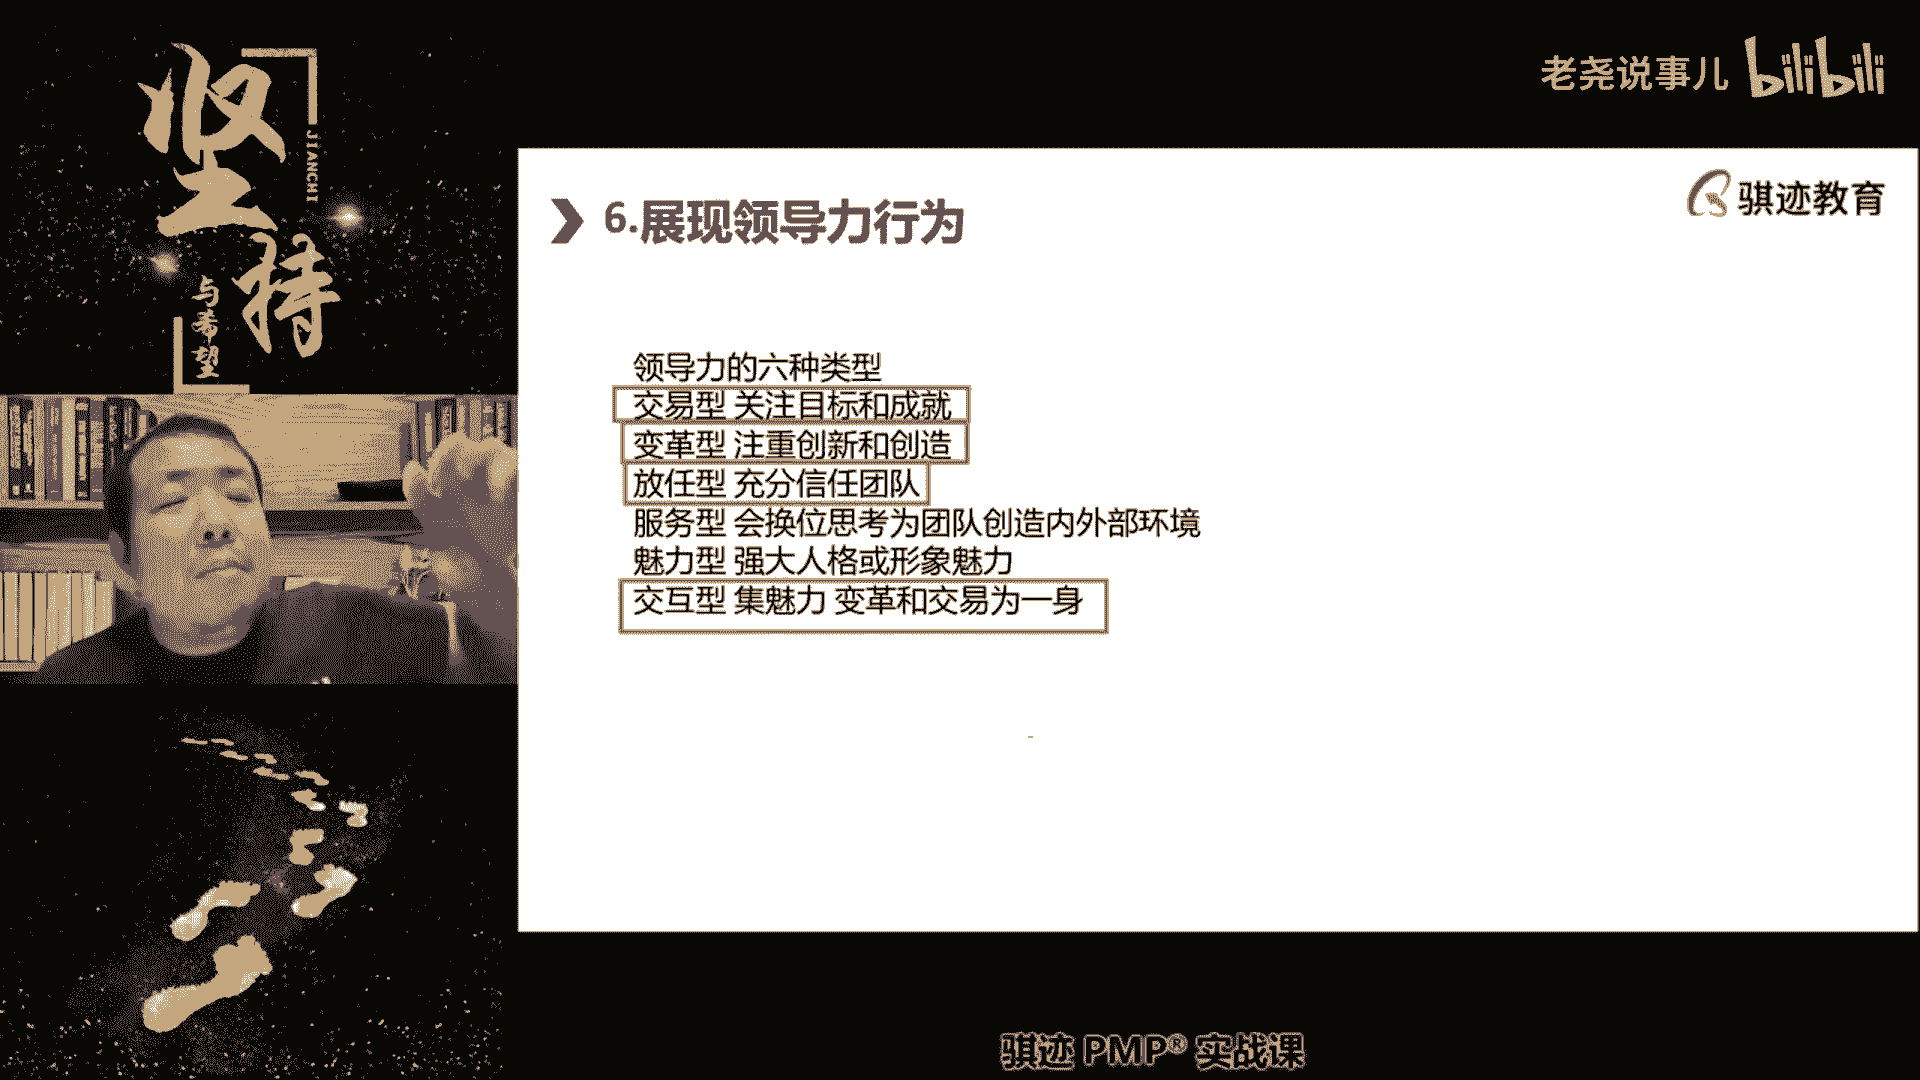 坚持
JIANCHI
与希望
老尧说事儿 bilibili
骐迹教育
6.展现领导力行为
领导力的六种类型
交易型 关注目标和成就
变革型 注重创新和创造
放任型 充分信任团队
服务型 会换位思考为团队创造内外部环境
魅力型 强大人格或形象魅力
交互型 集魅力 变革和交易为一身
骐迹 PMP® 实战课